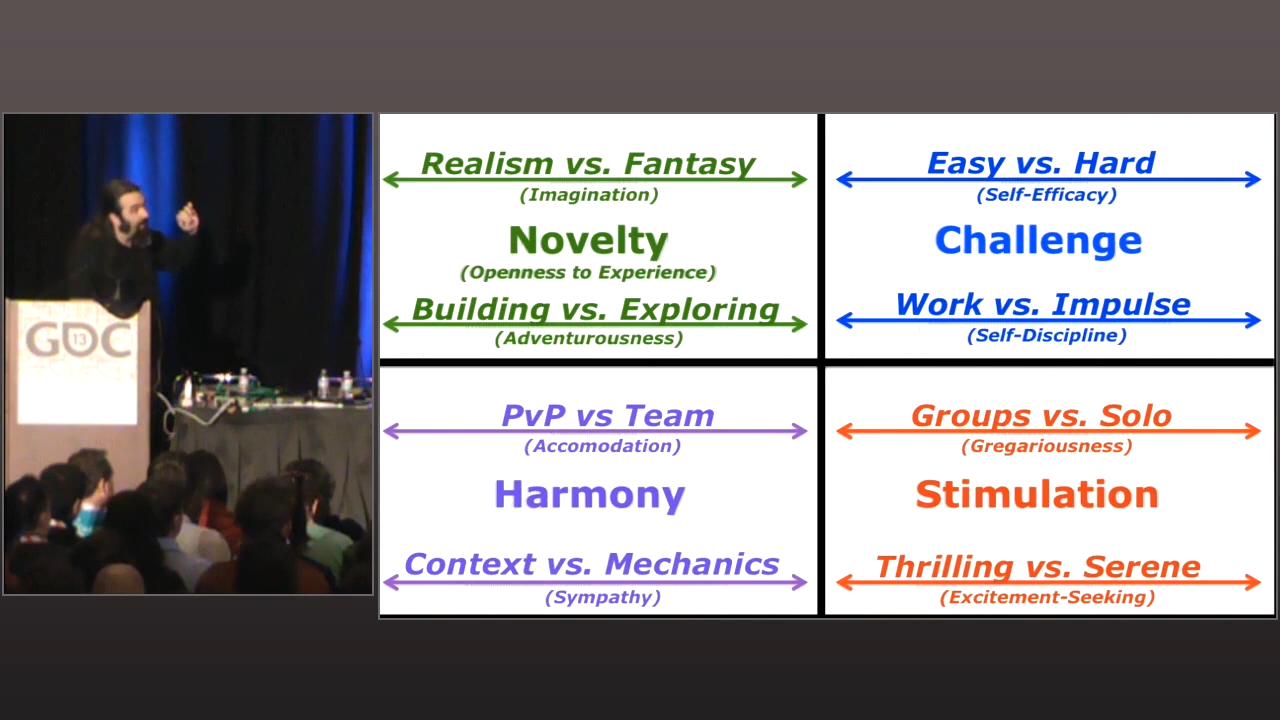 GDC
13
Realism vs. Fantasy
(Imagination)
Novelty
(Openness to Experience)
Building vs. Exploring
(Adventurousness)
Easy vs. Hard
(Self-Efficacy)
Challenge
Work vs. Impulse
(Self-Discipline)
PvP vs Team
(Accomodation)
Harmony
Context vs. Mechanics
(Sympathy)
Groups vs. Solo
(Gregariousness)
Stimulation
Thrilling vs. Serene
(Excitement-Seeking)